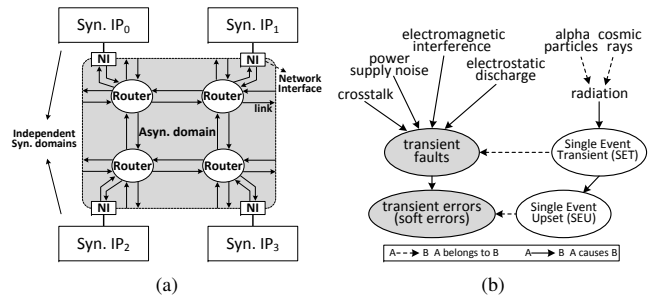 Syn. IP0
Syn. IP1
NI
NI
Network
Interface
Router
Router
link
Independent
Syn. domains
Asyn. domain
Router
Router
NI
NI
Syn. IP2
Syn. IP3
(a)
electromagnetic
interference
power
supply noise
electrostatic
discharge
crosstalk
alpha
particles
cosmic
rays
radiation
transient
faults
Single Event
Transient (SET)
transient errors
(soft errors)
Single Event
Upset (SEU)
A B A belongs to B
A B A causes B
(b)